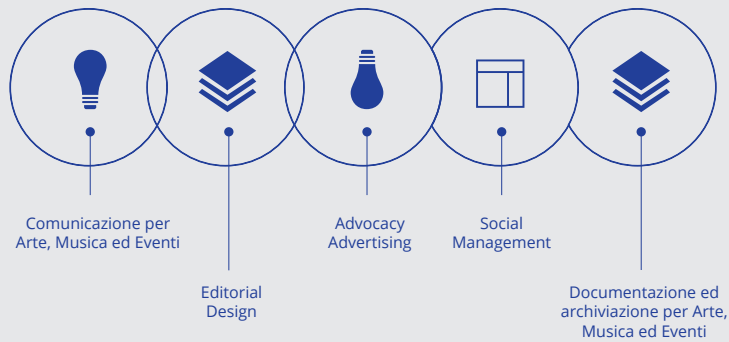 Comunicazione per
Arte, Musica ed Eventi
Editorial
Design
Advocacy
Advertising
Social
Management
Documentazione ed
archiviazione per Arte,
Musica ed Eventi